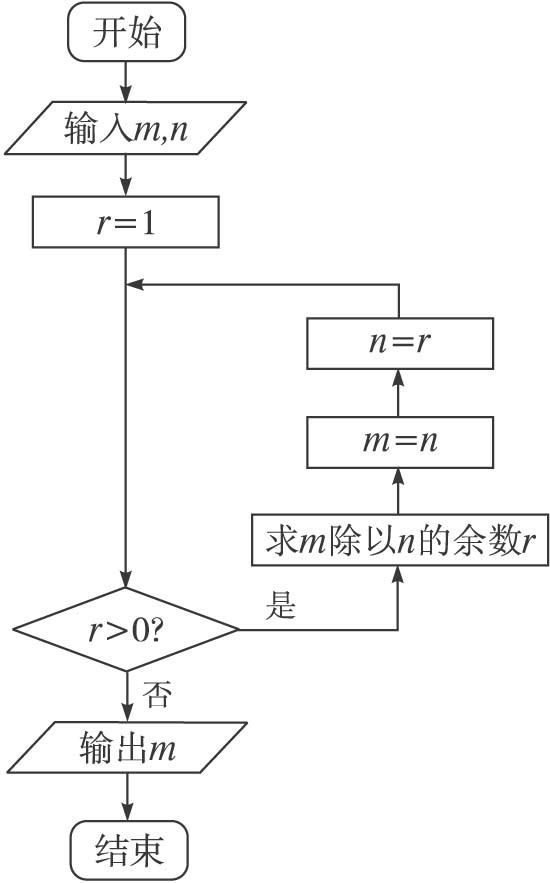 开始
输入m,n
r=1
n=r
m=n
求m除以n的余数r
是
r>0?
否
输出m
结束